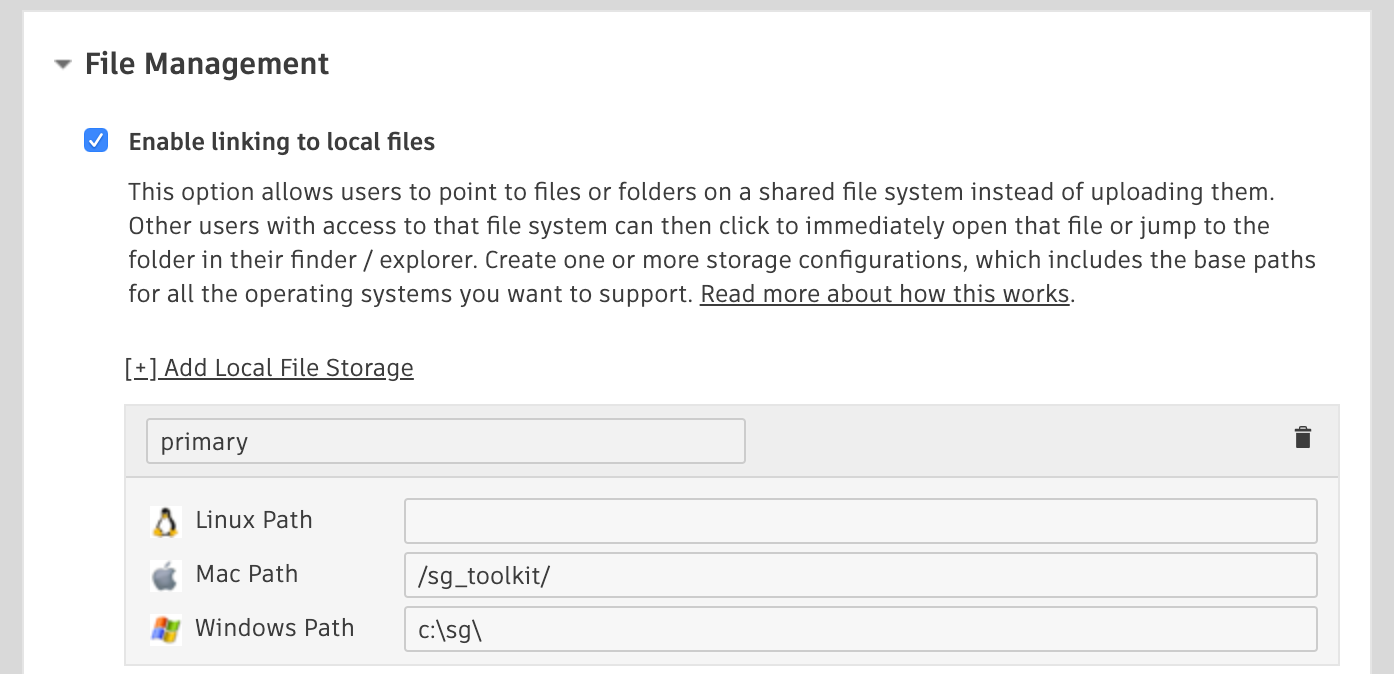 File Management
Enable linking to local files
This option allows users to point to files or folders on a shared file system instead of uploading them.
Other users with access to that file system can then click to immediately open that file or jump to the
folder in their finder / explorer. Create one or more storage configurations, which includes the base paths
for all the operating systems you want to support. Read more about how this works.
[+] Add Local File Storage
primary
Linux Path
Mac Path /sg_toolkit/
Windows Path c:\sg\